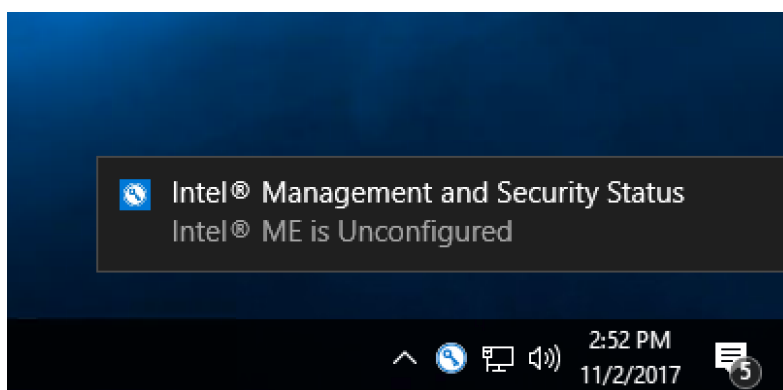 Intel® Management and Security Status
Intel® ME is Unconfigured
2:52 PM
11/2/2017
5